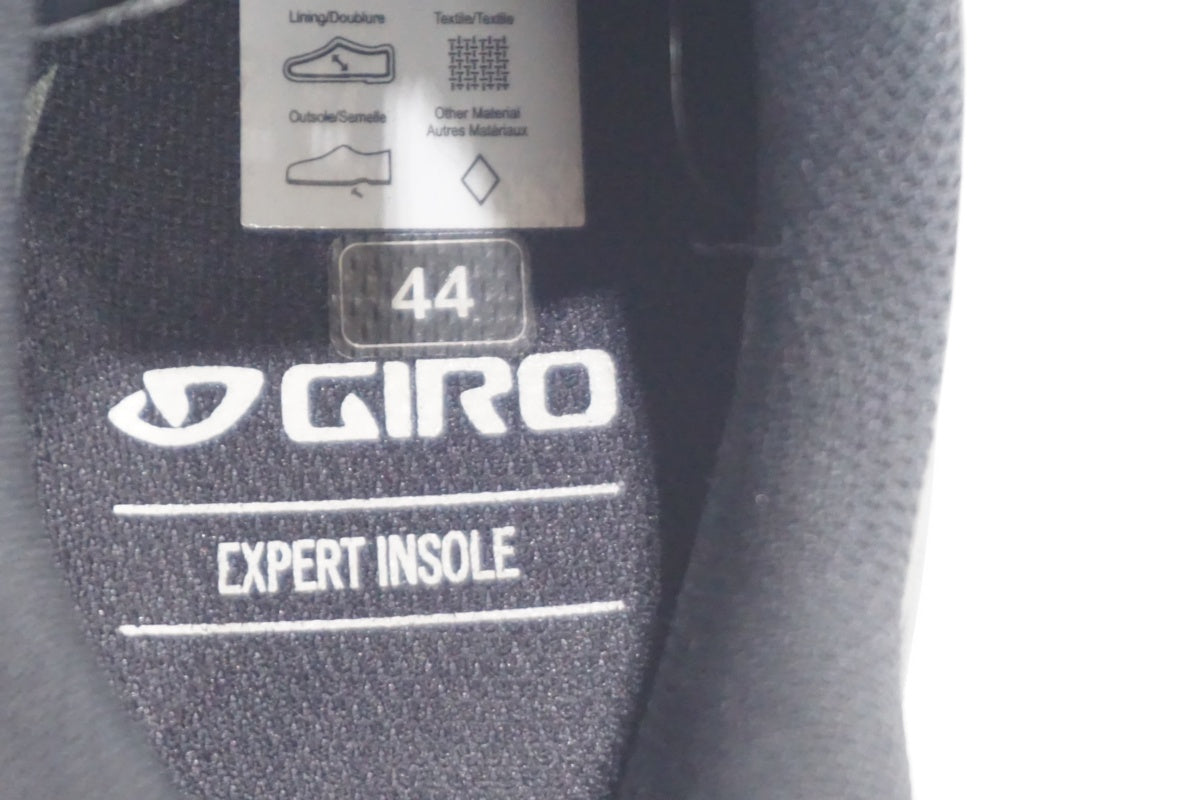 Lining/Doublure
Textile/Textile
Outsole/Semelle
Other Material
Autres Matériaux
44
GIRO
EXPERT INSOLE